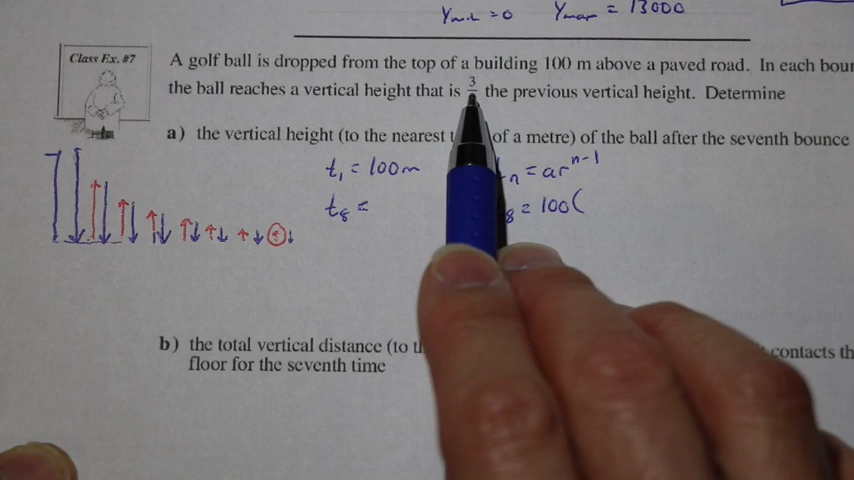 Ymin = 0 Ymax = 13000
Class Ex. #7
A golf ball is dropped from the top of a building 100 m above a paved road. In each
the ball reaches a vertical height that is 3 the previous vertical height. Determine
a) the vertical height (to the nearest of a metre) of the ball after the seventh bounce
t₁ = 100m
n = arⁿ⁻¹
t₈ =
8 = 100(
b) the total vertical distance (to contacts
floor for the seventh time